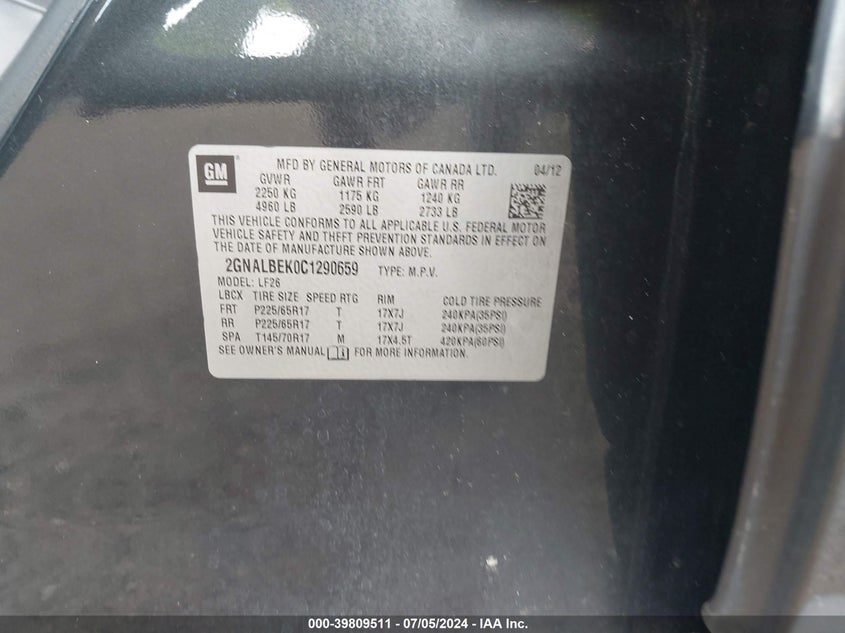 GM
MFD BY GENERAL MOTORS OF CANADA LTD. 04/12
GVWR GAWR FRT GAWR RR
2250 KG 1175 KG 1240 KG
4960 LB 2590 LB 2733 LB
THIS VEHICLE CONFORMS TO ALL APPLICABLE U.S. FEDERAL MOTOR
VEHICLE SAFETY AND THEFT PREVENTION STANDARDS IN EFFECT ON
THE DATE OF MANUFACTURE SHOWN ABOVE.
2GNALBEK0C1290659 TYPE: M.P.V.
MODEL: LF26
LBCX TIRE SIZE SPEED RTG RIM COLD TIRE PRESSURE
FRT P225/65R17 T 17X7J 240KPA(35PSI)
RR P225/65R17 T 17X7J 240KPA(35PSI)
SPA T145/70R17 M 17X4.5T 420KPA(60PSI)
SEE OWNER'S MANUAL FOR MORE INFORMATION.
000-39809511 - 07/05/2024 - IAA Inc.